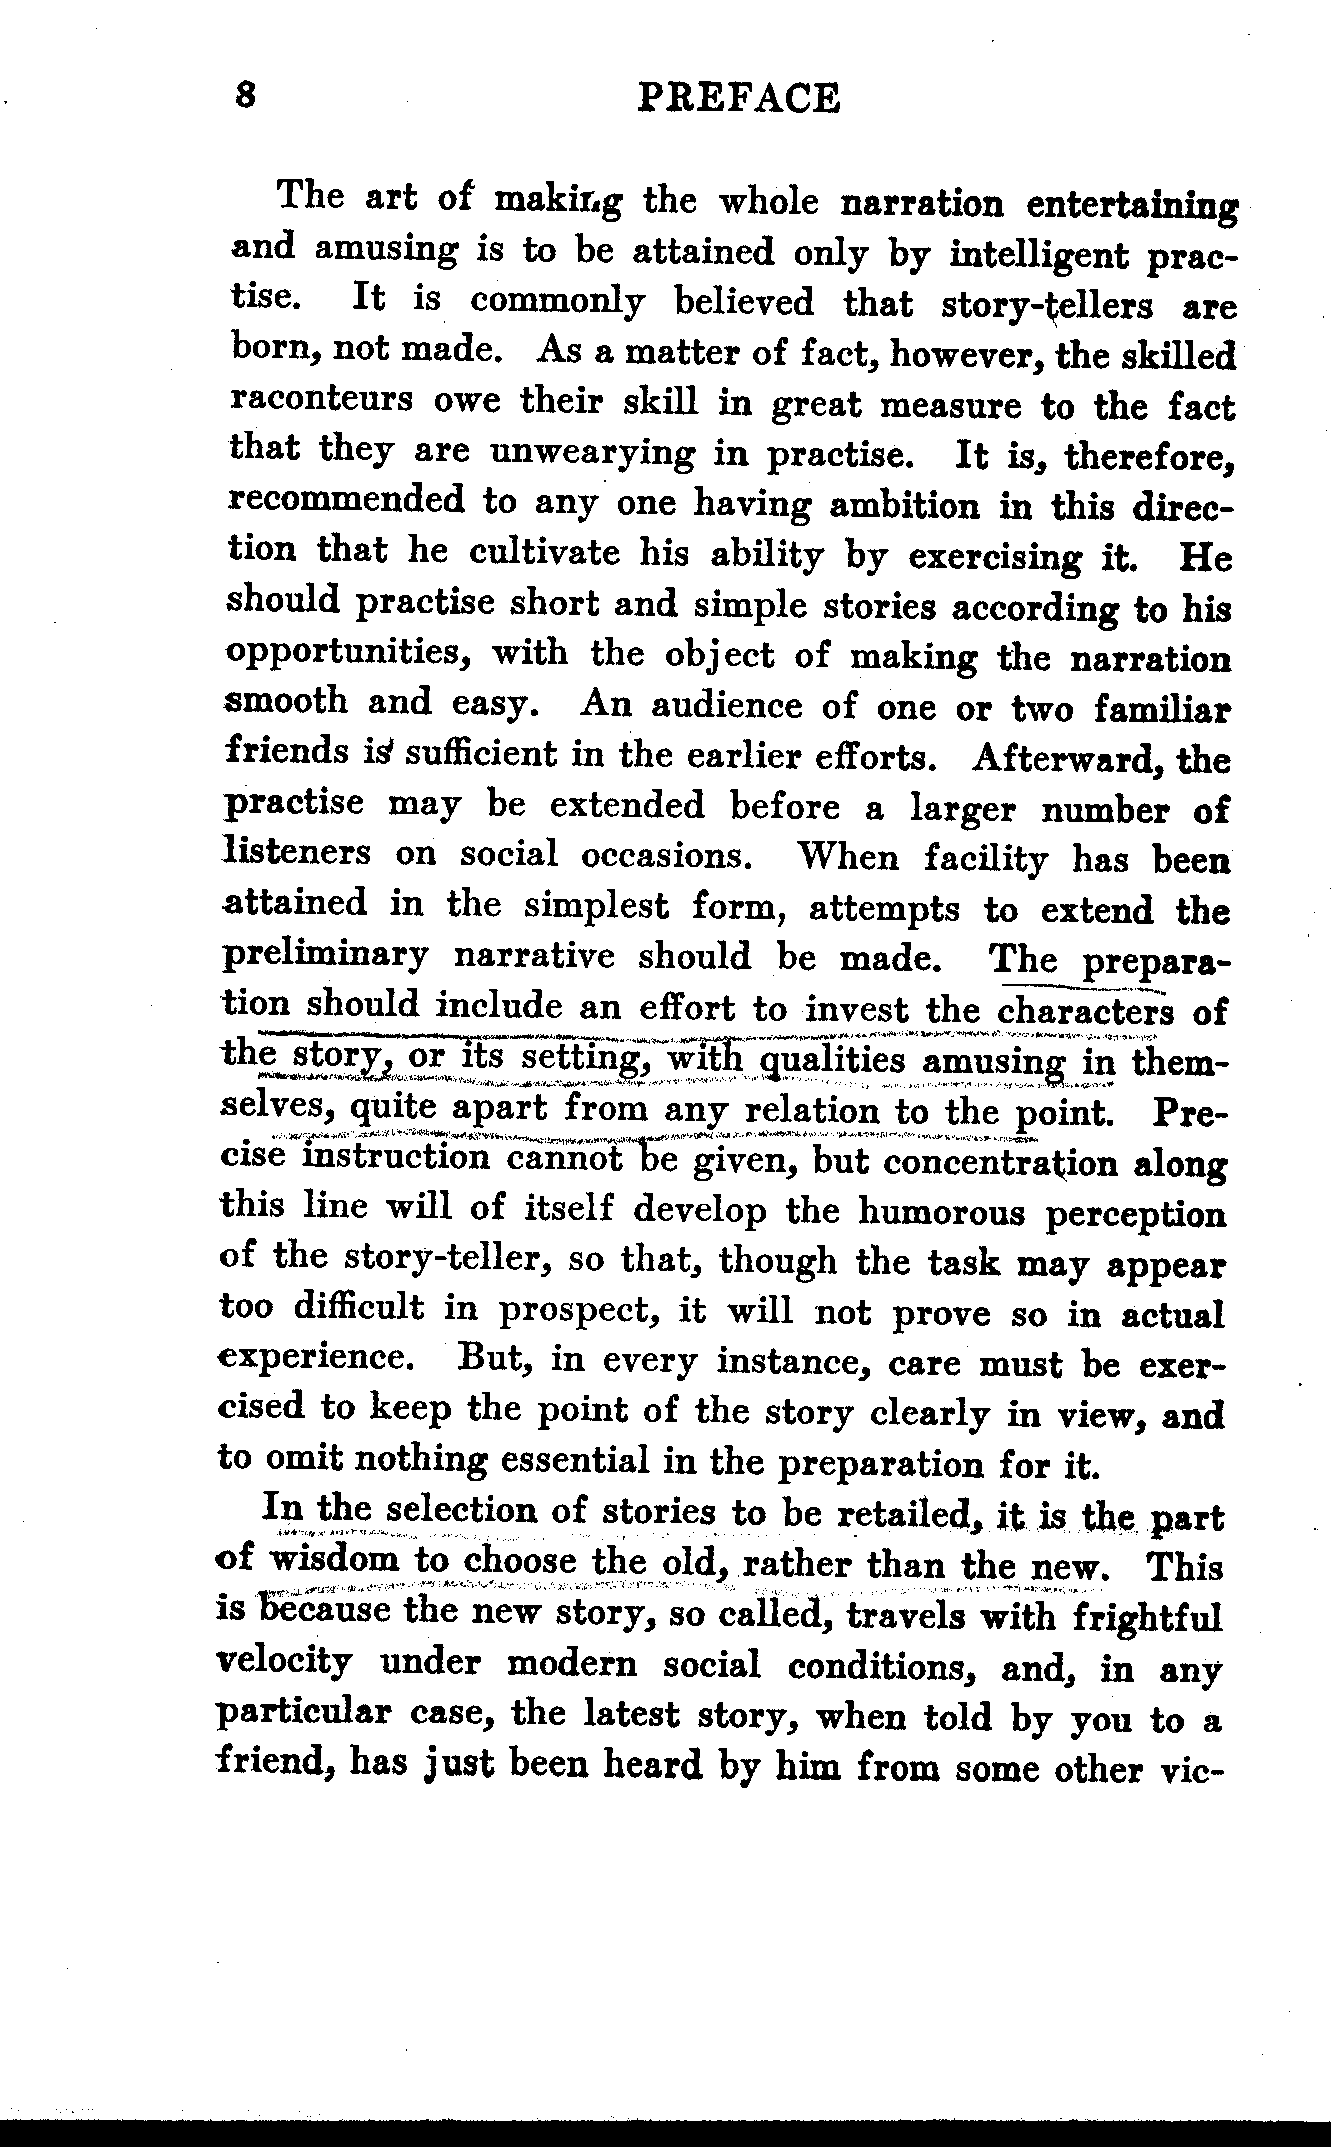 8 PREFACE
The art of making the whole narration entertaining
and amusing is to be attained only by intelligent prac-
tise. It is commonly believed that story-tellers are
born, not made. As a matter of fact, however, the skilled
raconteurs owe their skill in great measure to the fact
that they are unwearying in practise. It is, therefore,
recommended to any one having ambition in this direc-
tion that he cultivate his ability by exercising it. He
should practise short and simple stories according to his
opportunities, with the object of making the narration
smooth and easy. An audience of one or two familiar
friends is sufficient in the earlier efforts. Afterward, the
practise may be extended before a larger number of
listeners on social occasions. When facility has been
attained in the simplest form, attempts to extend the
preliminary narrative should be made. The prepara-
tion should include an effort to invest the characters of
the story, or its setting, with qualities amusing in them-
selves, quite apart from any relation to the point. Pre-
cise instruction cannot be given, but concentration along
this line will of itself develop the humorous perception
of the story-teller, so that, though the task may appear
too difficult in prospect, it will not prove so in actual
experience. But, in every instance, care must be exer-
cised to keep the point of the story clearly in view, and
to omit nothing essential in the preparation for it.
In the selection of stories to be retailed, it is the part
of wisdom to choose the old, rather than the new. This
is because the new story, so called, travels with frightful
velocity under modern social conditions, and, in any
particular case, the latest story, when told by you to a
friend, has just been heard by him from some other vic-